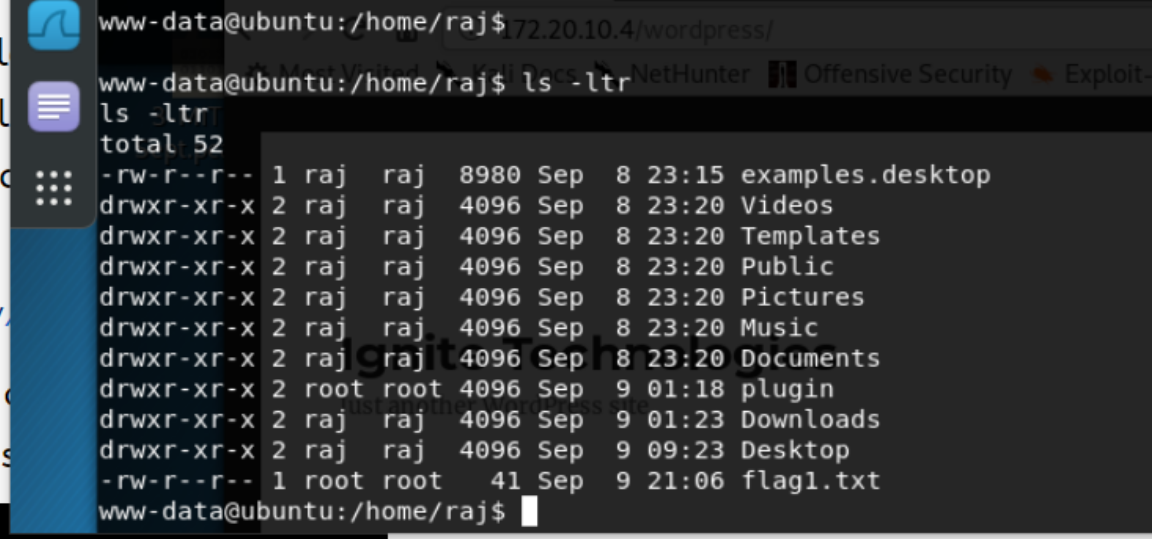 www-data@ubuntu:/home/raj$
172.20.10.4/wordpress/
Most Visited Kali Docs NetHunter Offensive Security Exploit-
www-data@ubuntu:/home/raj$ ls -ltr
ls -ltr
total 52
-rw-r--r-- 1 raj raj 8980 Sep 8 23:15 examples.desktop
drwxr-xr-x 2 raj raj 4096 Sep 8 23:20 Videos
drwxr-xr-x 2 raj raj 4096 Sep 8 23:20 Templates
drwxr-xr-x 2 raj raj 4096 Sep 8 23:20 Public
drwxr-xr-x 2 raj raj 4096 Sep 8 23:20 Pictures
drwxr-xr-x 2 raj raj 4096 Sep 8 23:20 Music
drwxr-xr-x 2 raj raj 4096 Sep 8 23:20 Documents
Ignite Technologies
drwxr-xr-x 2 root root 4096 Sep 9 01:18 plugin
Just another WordPress site
drwxr-xr-x 2 raj raj 4096 Sep 9 01:23 Downloads
drwxr-xr-x 2 raj raj 4096 Sep 9 09:23 Desktop
-rw-r--r-- 1 root root 41 Sep 9 21:06 flag1.txt
www-data@ubuntu:/home/raj$